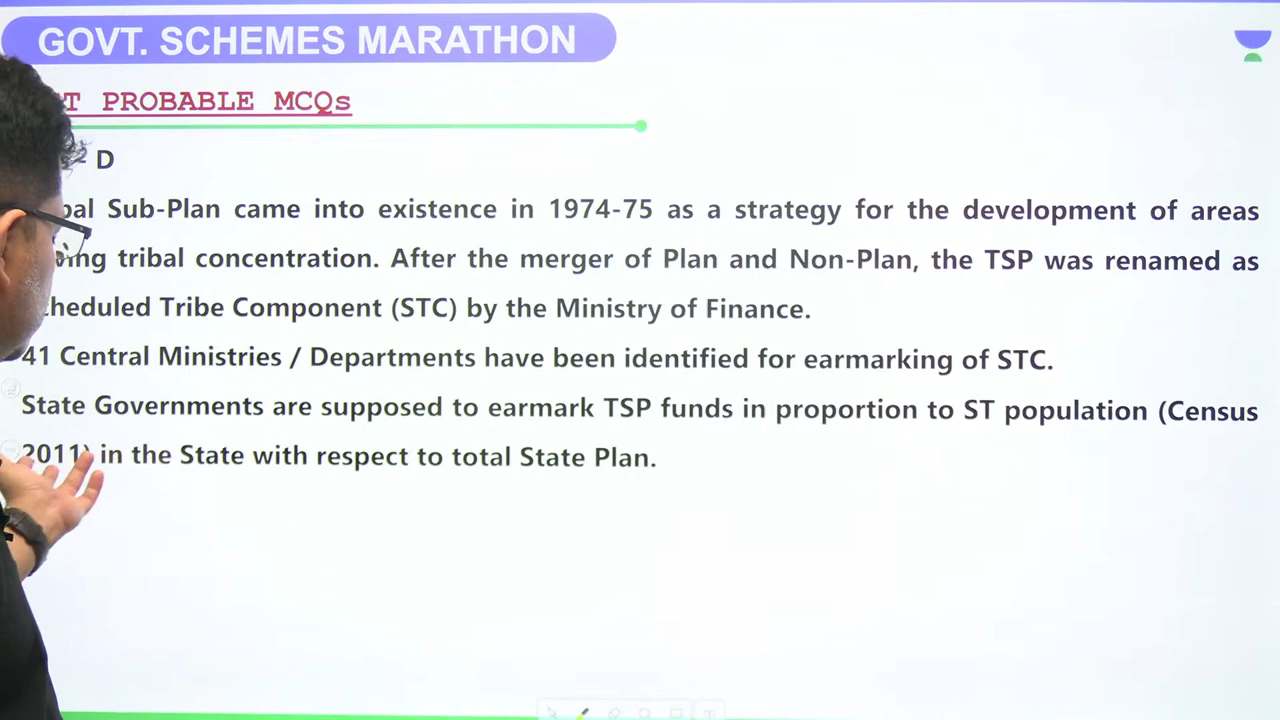 GOVT. SCHEMES MARATHON
PROBABLE MCQs
D
Sub-Plan came into existence in 1974-75 as a strategy for the development of areas
tribal concentration. After the merger of Plan and Non-Plan, the TSP was renamed as
Scheduled Tribe Component (STC) by the Ministry of Finance.
41 Central Ministries / Departments have been identified for earmarking of STC.
State Governments are supposed to earmark TSP funds in proportion to ST population (Census
2011) in the State with respect to total State Plan.